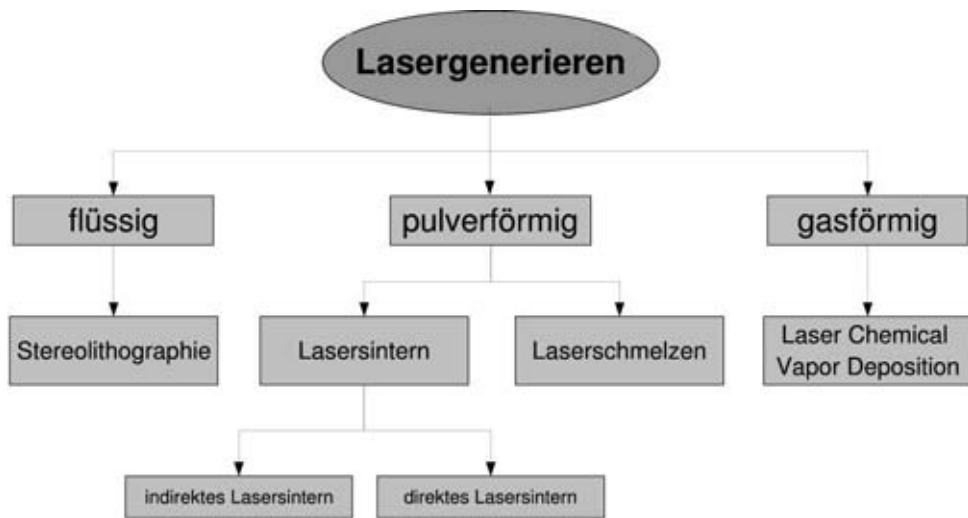 Lasergenerieren
flüssig
pulverförmig
gasförmig
Stereolithographie
Lasersintern
Laserschmelzen
Laser Chemical
Vapor Deposition
indirektes Lasersintern
direktes Lasersintern